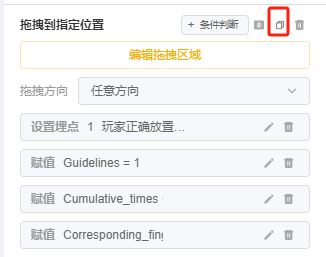 拖拽到指定位置 + 条件判断
编辑拖拽区域
拖拽方向 任意方向
设置埋点 1 玩家正确放置...
赋值 Guidelines = 1
赋值 Cumulative_times
赋值 Corresponding_fing